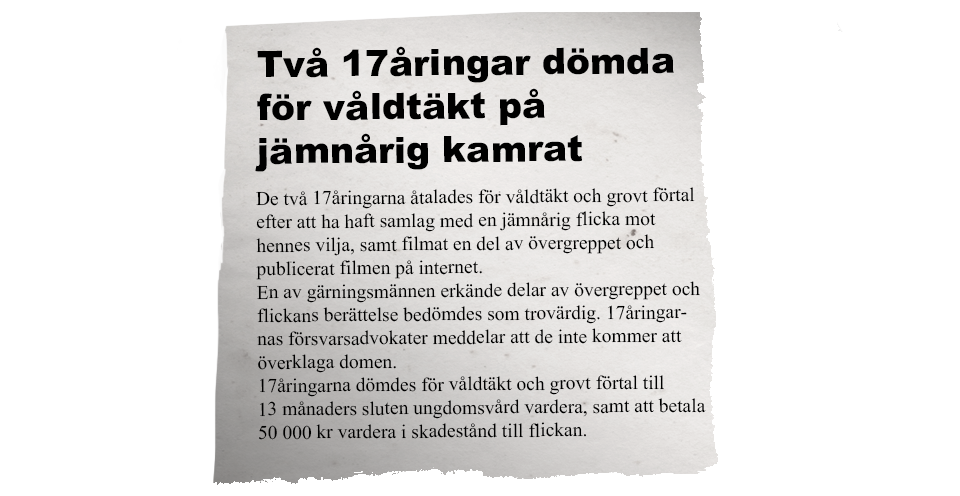 Två 17åringar dömda
för våldtäkt på
jämnårig kamrat
De två 17åringarna åtalades för våldtäkt och grovt förtal
efter att ha haft samlag med en jämnårig flicka mot
hennes vilja, samt filmat en del av övergreppet och
publicerat filmen på internet.
En av gärningsmännen erkände delar av övergreppet och
flickans berättelse bedömdes som trovärdig. 17åringar-
nas försvarsadvokater meddelar att de inte kommer att
överklaga domen.
17åringarna dömdes för våldtäkt och grovt förtal till
13 månaders sluten ungdomsvård vardera, samt att betala
50 000 kr vardera i skadestånd till flickan.